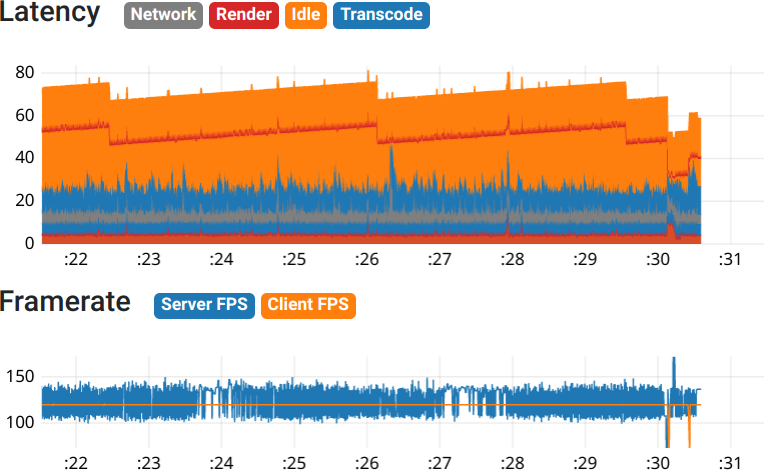 Latency Network Render Idle Transcode
80
60
40
20
0
:22 :23 :24 :25 :26 :27 :28 :29 :30 :31
Framerate Server FPS Client FPS
150
100
:22 :23 :24 :25 :26 :27 :28 :29 :30 :31